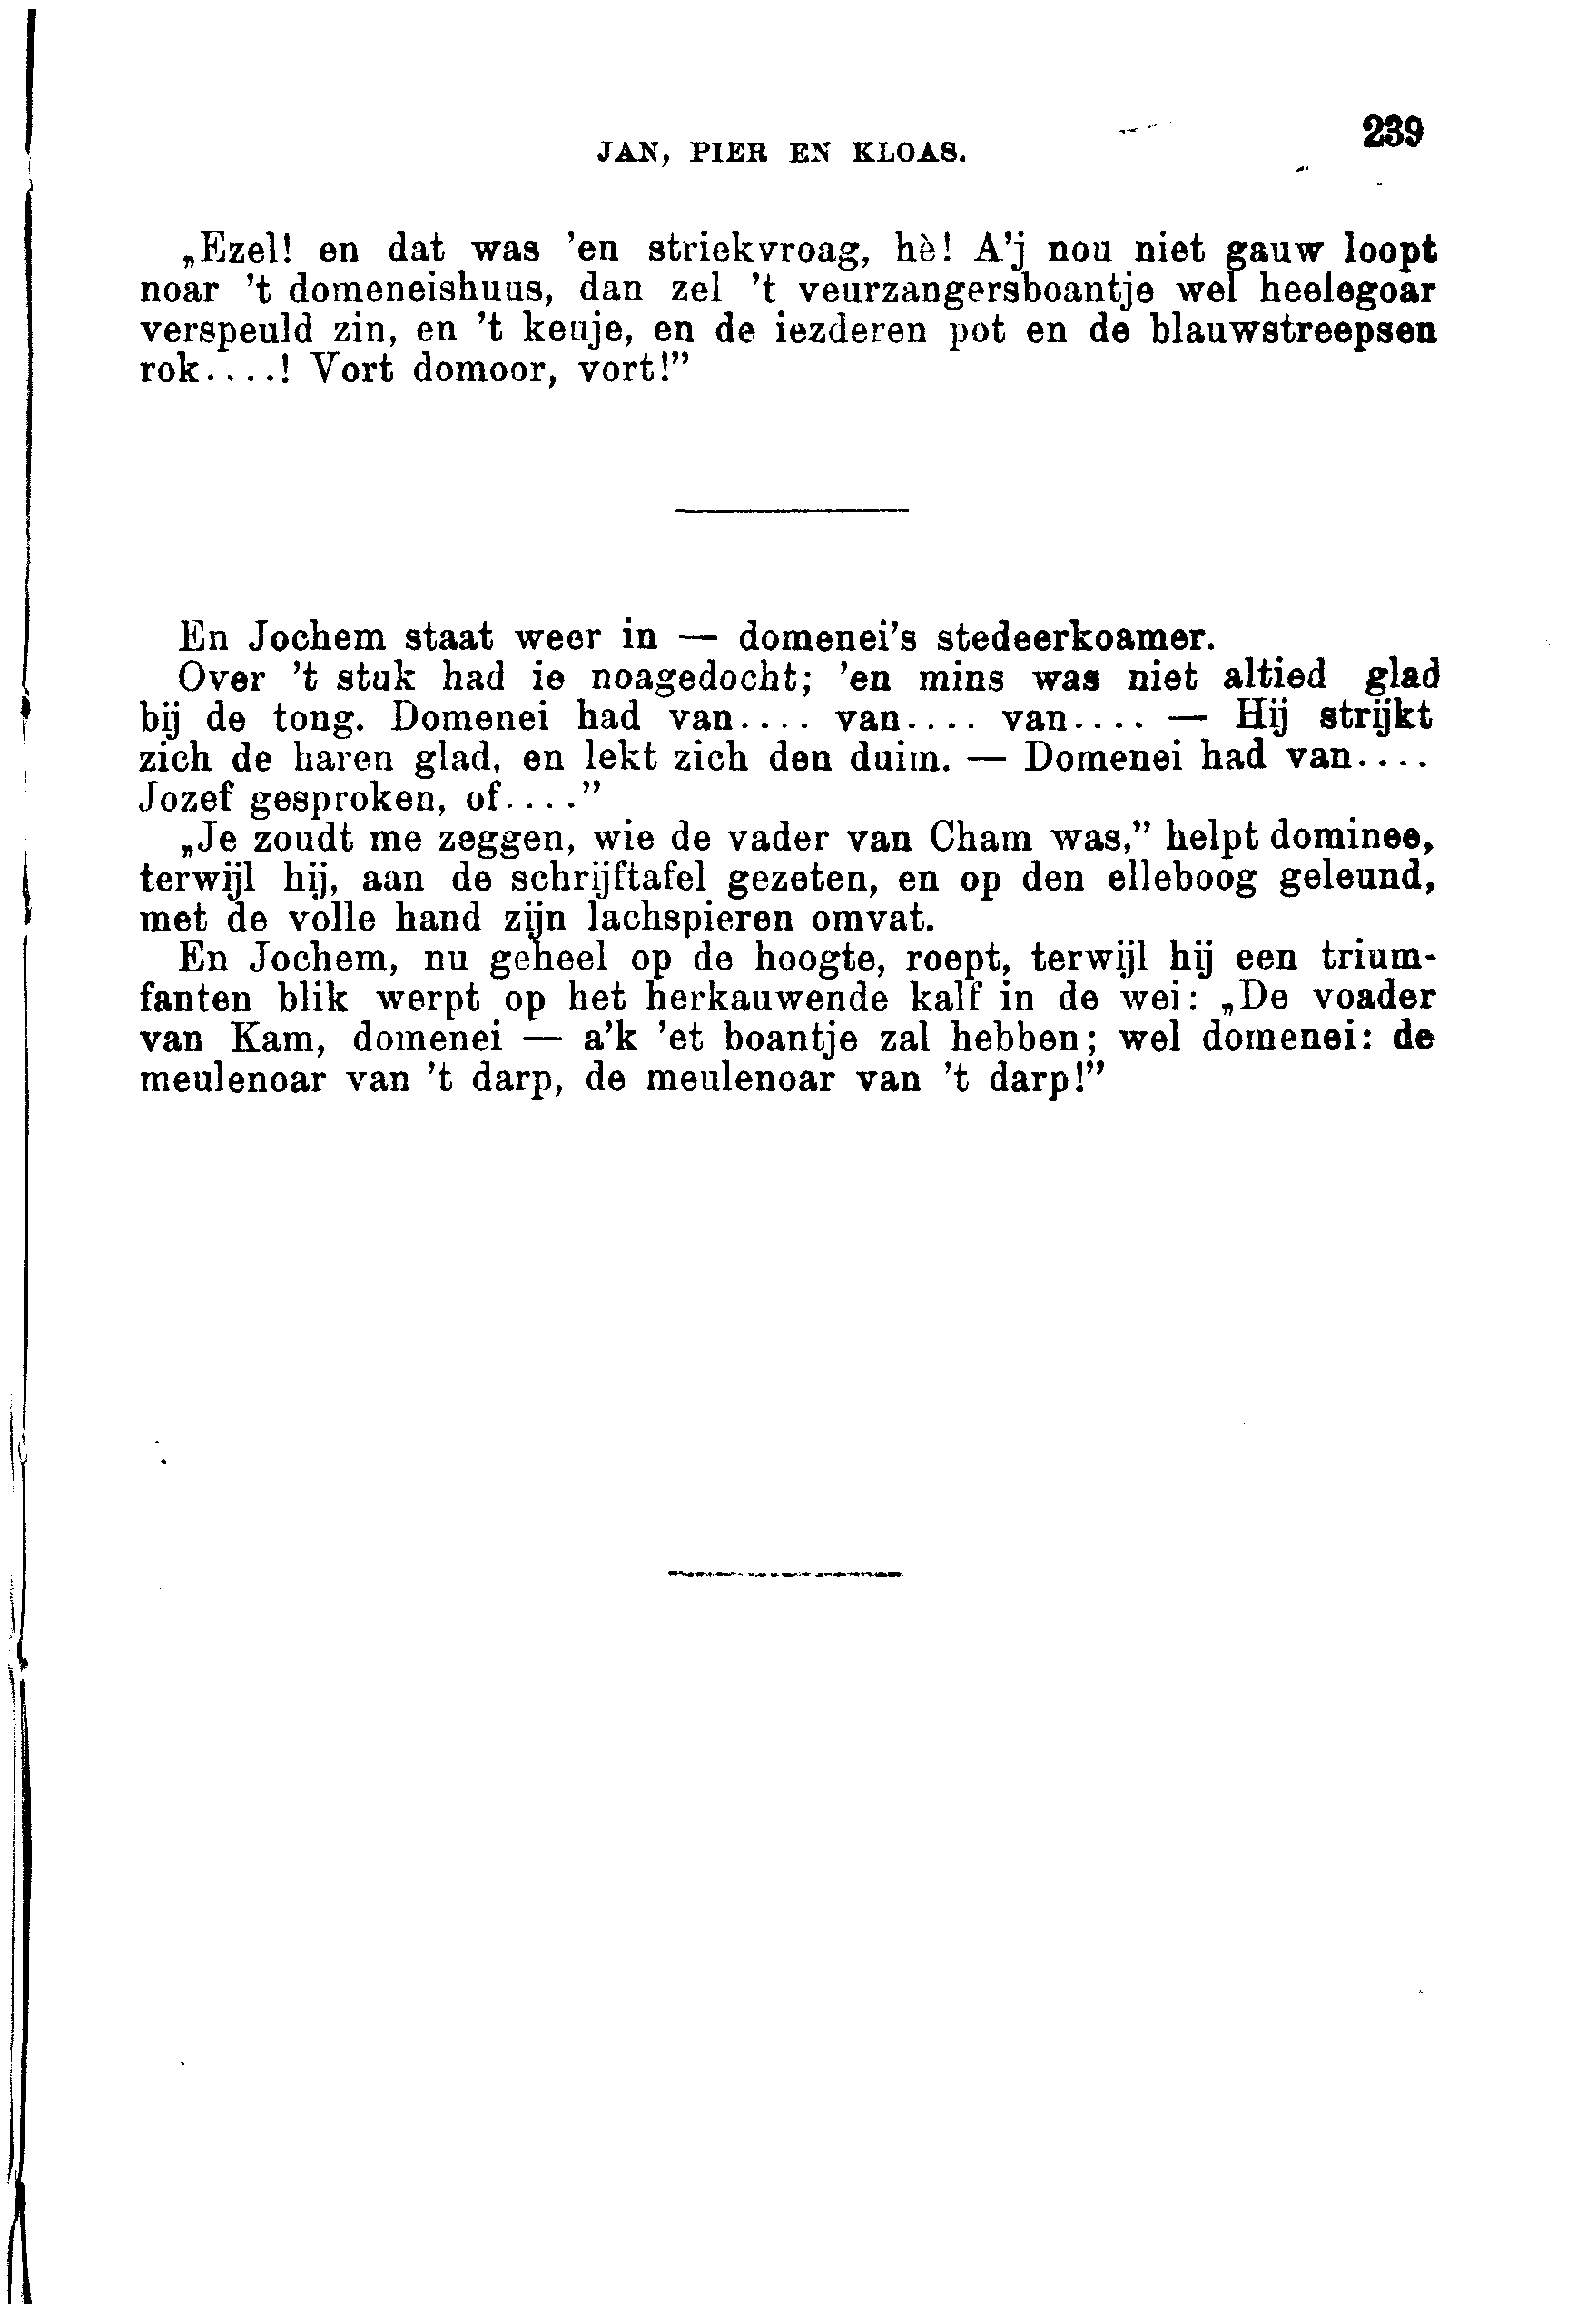 JAN, PIER EN KLOAS.
239
„Ezel! en dat was 'en striekvroag, hè! A'j nou niet gauw loopt
noar 't domeneishuus, dan zel 't veurzangersboantje wel heelegoar
verspeuld zin, en 't keuje, en de iezderen pot en de blauwstreepsen
rok....! Vort domoor, vort!”
En Jochem staat weer in — domenei's stedeerkoamer.
Over 't stuk had ie noagedocht; 'en mins was niet altied glad
bij de tong. Domenei had van.... van.... van.... — Hij strijkt
zich de haren glad, en lekt zich den duim. — Domenei had van....
Jozef gesproken, of....”
„Je zoudt me zeggen, wie de vader van Cham was,” helpt dominee,
terwijl hij, aan de schrijftafel gezeten, en op den elleboog geleund,
met de volle hand zijn lachspieren omvat.
En Jochem, nu geheel op de hoogte, roept, terwijl hij een trium-
fanten blik werpt op het herkauwende kalf in de wei: „De voader
van Kam, domenei — a'k 'et boantje zal hebben; wel domenei: de
meulenoar van 't darp, de meulenoar van 't darp!”